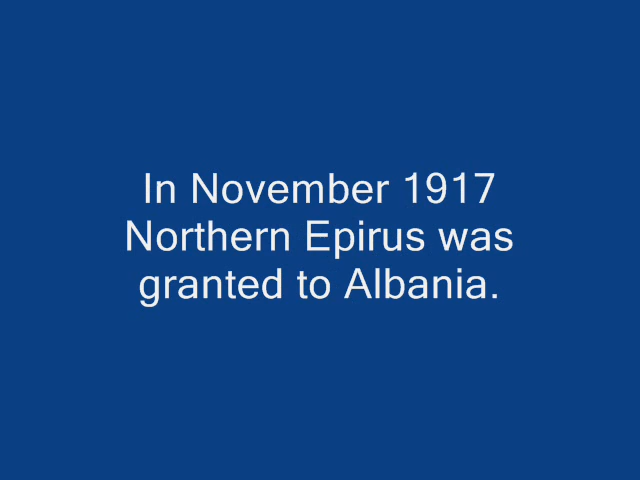 In November 1917
Northern Epirus was
granted to Albania.